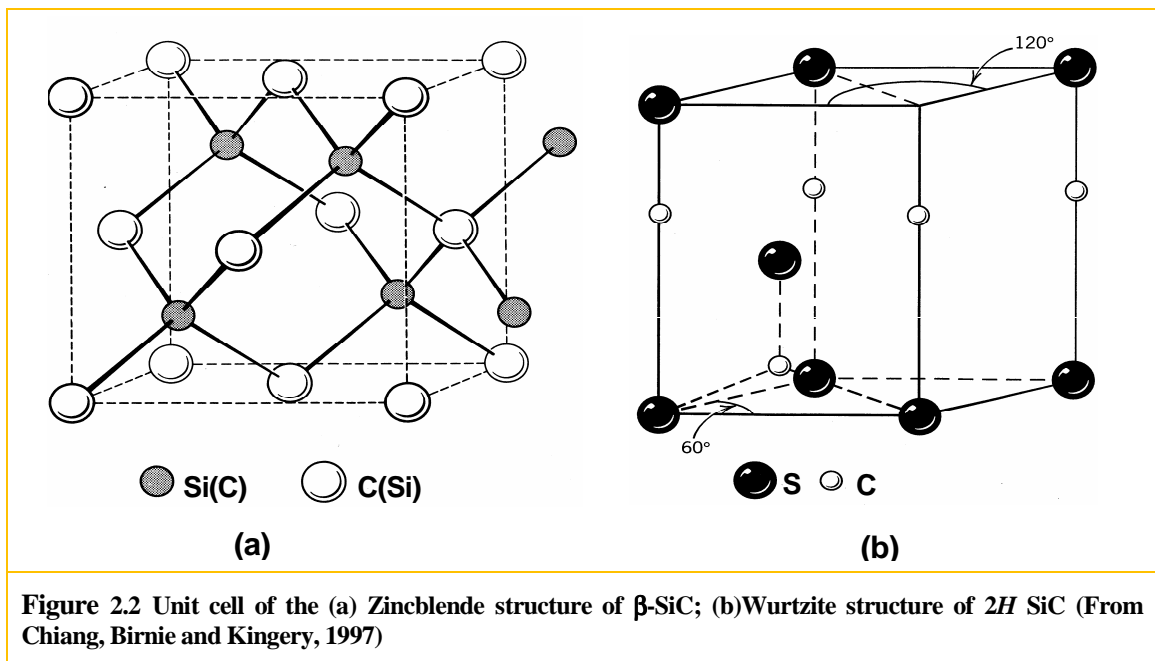 120°
60°
Si(C) C(Si)
S C
(a)
(b)
Figure 2.2 Unit cell of the (a) Zincblende structure of β-SiC; (b)Wurtzite structure of 2H SiC (From
Chiang, Birnie and Kingery, 1997)